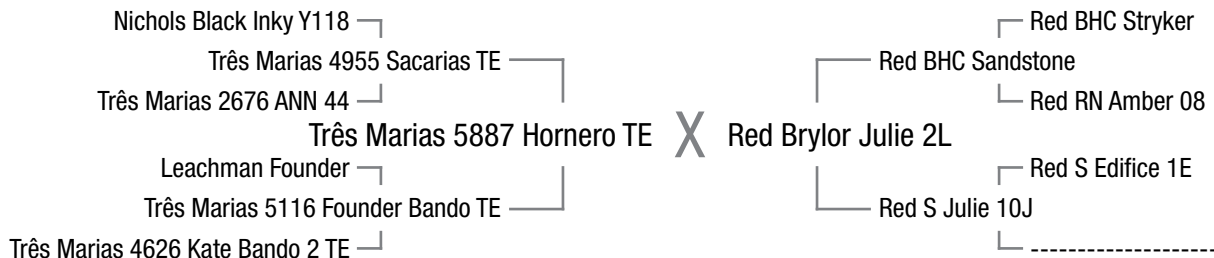 Nichols Black Inky Y118
Red BHC Stryker
Três Marias 4955 Sacarias TE
Red BHC Sandstone
Três Marias 2676 ANN 44
Red RN Amber 08
Três Marias 5887 Hornero TE X Red Brylor Julie 2L
Leachman Founder
Red S Edifice 1E
Três Marias 5116 Founder Bando TE
Red S Julie 10J
Três Marias 4626 Kate Bando 2 TE
--------------------